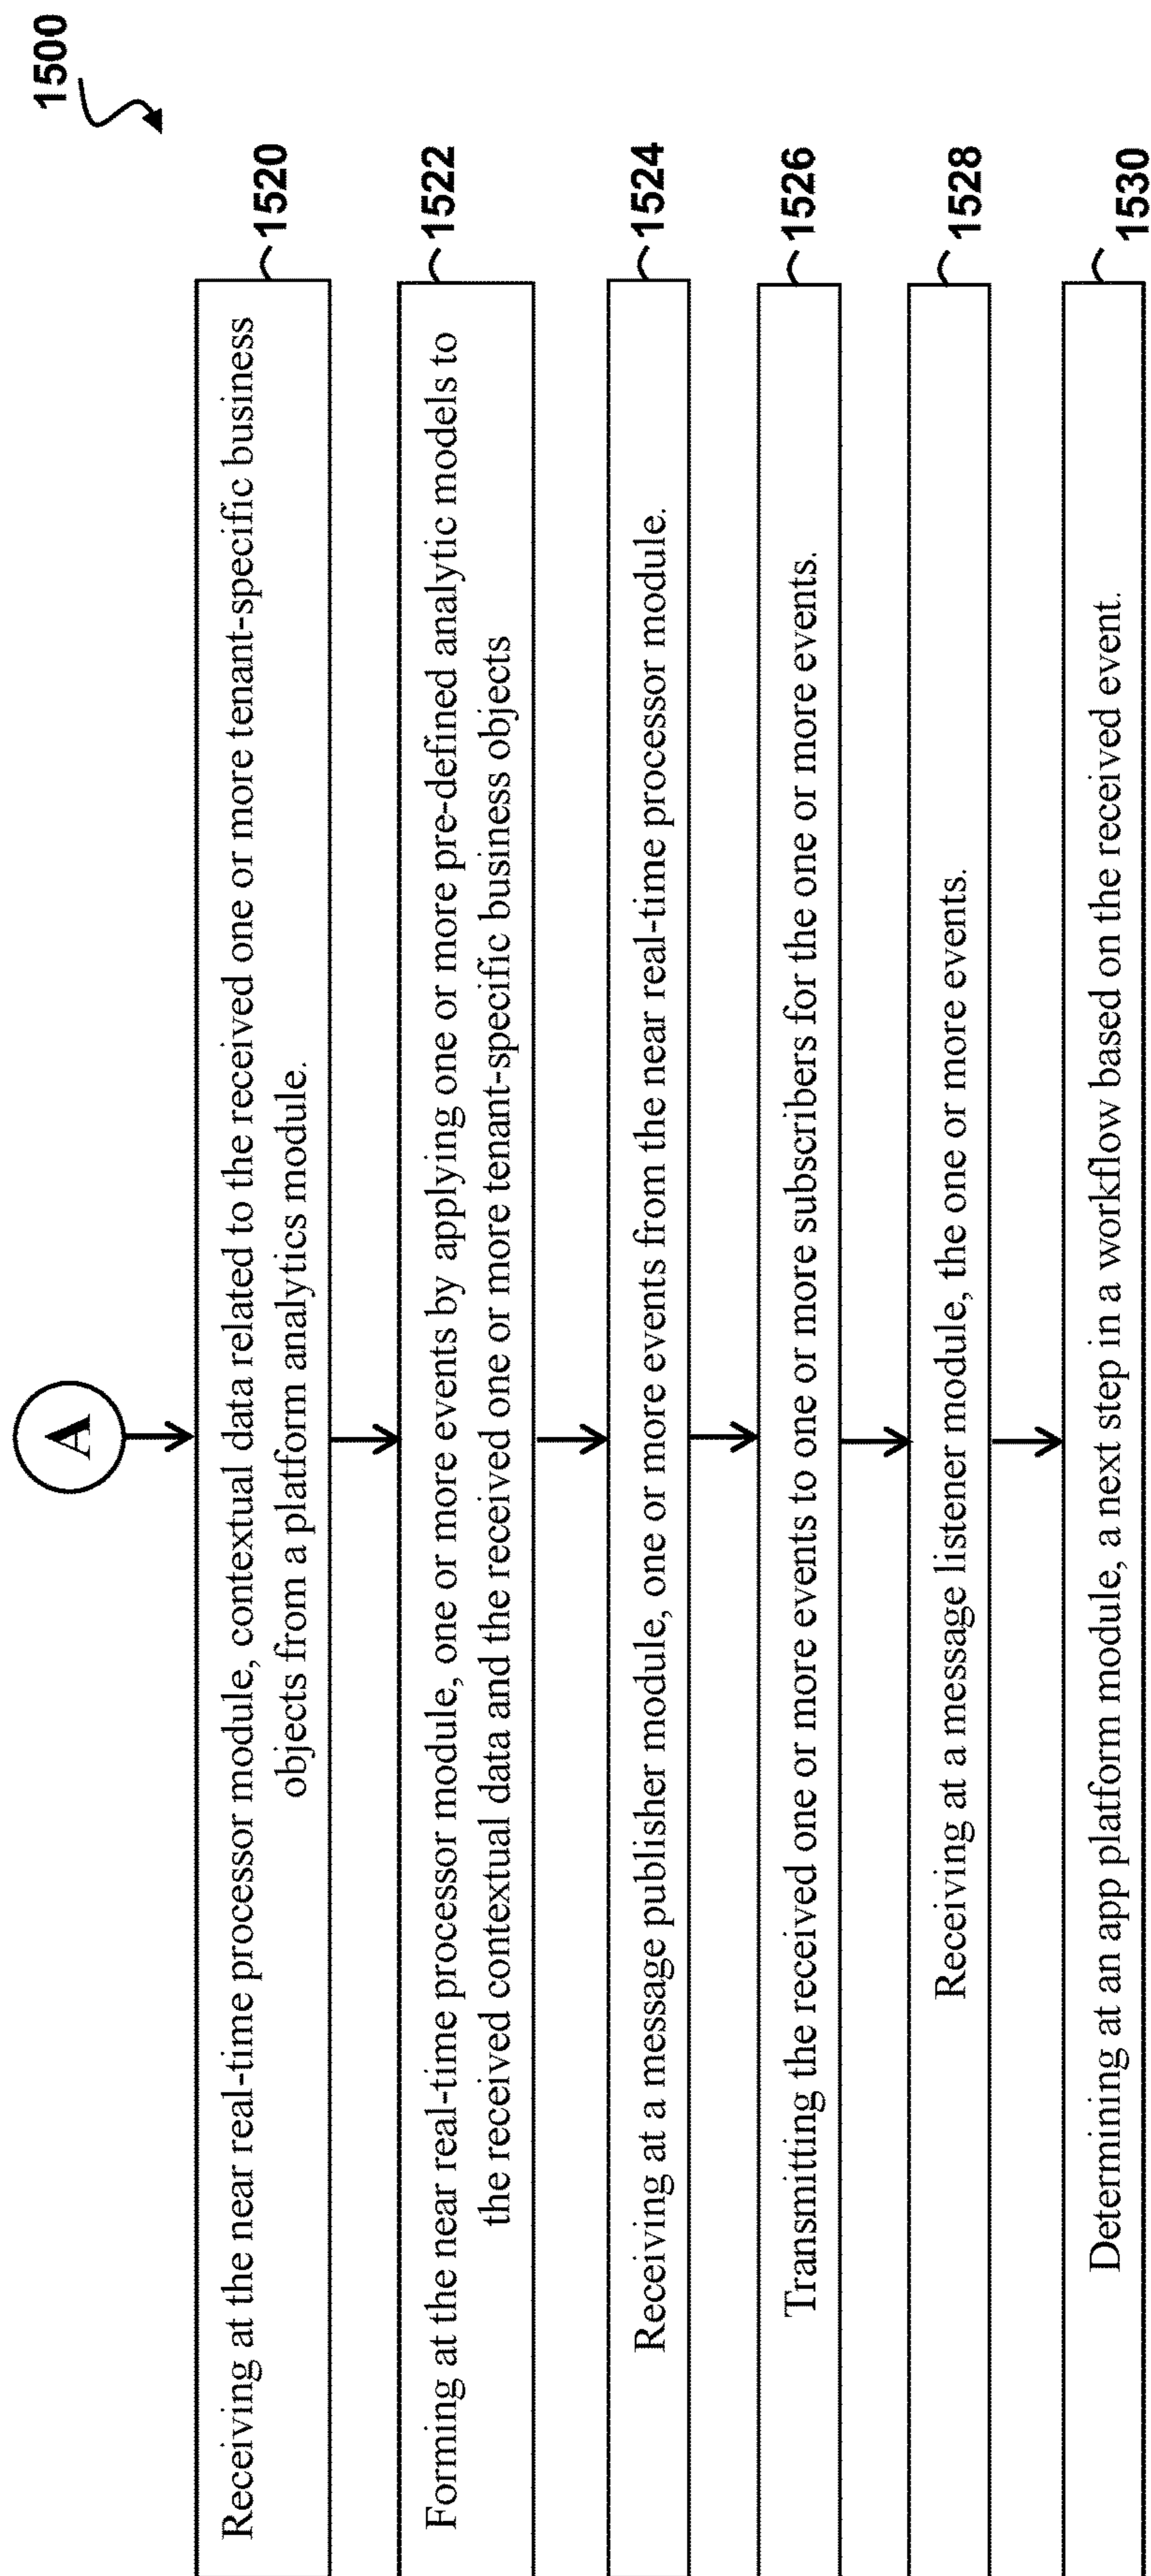 1500
A
Receiving at the near real-time processor module, contextual data related to the received one or more tenant-specific business
objects from a platform analytics module.
1520
Forming at the near real-time processor module, one or more events by applying one or more pre-defined analytic models to
the received contextual data and the received one or more tenant-specific business objects
1522
Receiving at a message publisher module, one or more events from the near real-time processor module.
1524
Transmitting the received one or more events to one or more subscribers for the one or more events.
1526
Receiving at a message listener module, the one or more events.
1528
Determining at an app platform module, a next step in a workflow based on the received event.
1530